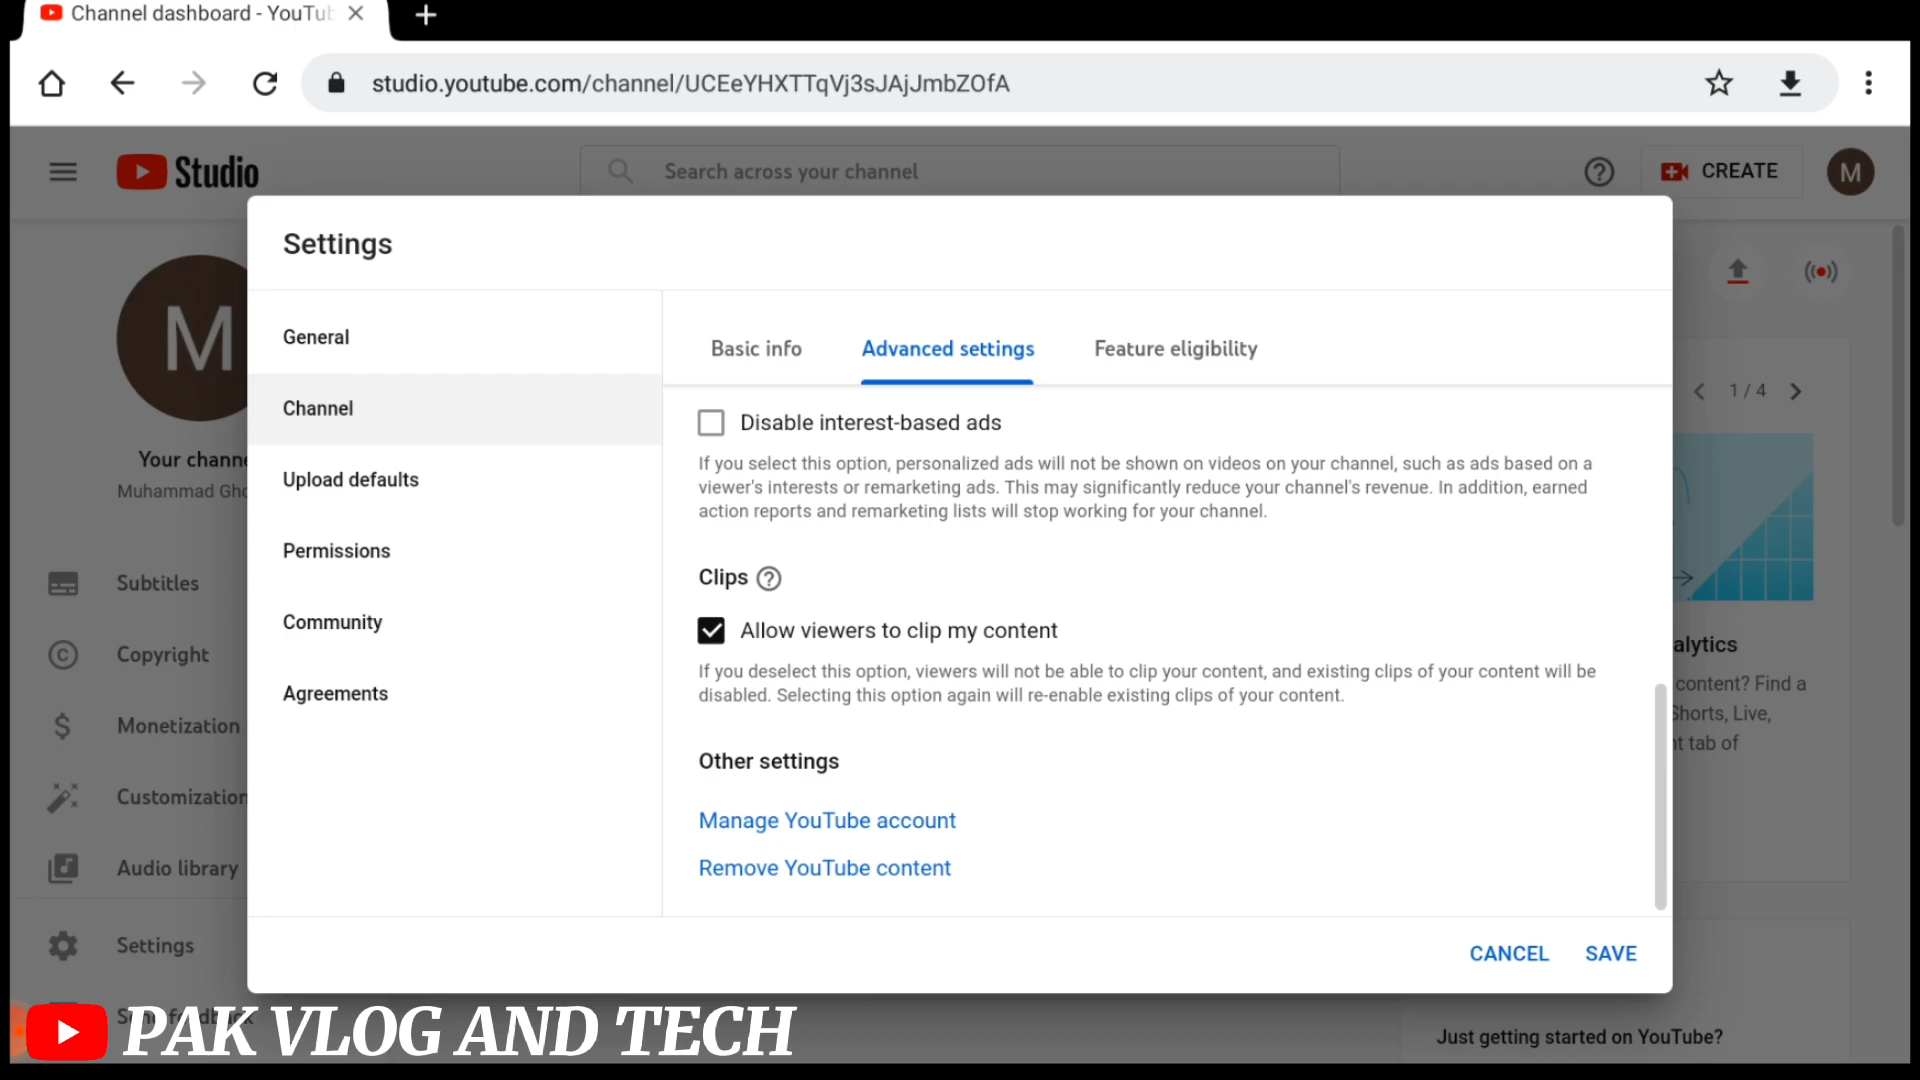 Channel dashboard - YouTub
studio.youtube.com/channel/UCEeYHXTTqVj3sJAjJmbZOfA
Studio
Search across your channel
CREATE
M
Settings
M
General
Basic info
Advanced settings
Feature eligibility
Channel
1 / 4
Disable interest-based ads
Your channe
Muhammad Gho
Upload defaults
If you select this option, personalized ads will not be shown on videos on your channel, such as ads based on a
viewer's interests or remarketing ads. This may significantly reduce your channel's revenue. In addition, earned
action reports and remarketing lists will stop working for your channel.
Permissions
Subtitles
Clips
Community
Allow viewers to clip my content
Copyright
If you deselect this option, viewers will not be able to clip your content, and existing clips of your content will be
disabled. Selecting this option again will re-enable existing clips of your content.
alytics
content? Find a
Shorts, Live,
nt tab of
Agreements
Monetization
Other settings
Customization
Manage YouTube account
Audio library
Remove YouTube content
Settings
CANCEL
SAVE
PAK VLOG AND TECH
Just getting started on YouTube?